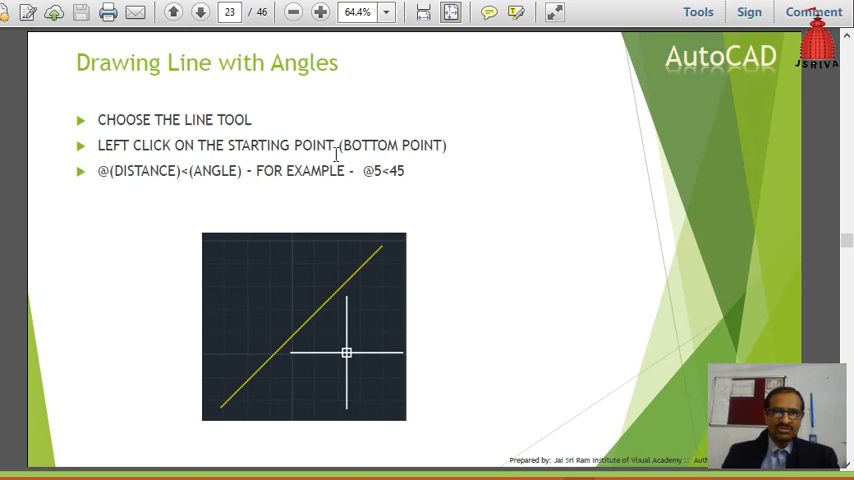 23 / 46
64.4%
Tools
Sign
Comment
Drawing Line with Angles
AutoCAD
JSRIVA
CHOOSE THE LINE TOOL
LEFT CLICK ON THE STARTING POINT-(BOTTOM POINT)
@(DISTANCE)<(ANGLE) – FOR EXAMPLE - @5<45
Prepared by: Jai Sri Ram Institute of Visual Academy ::